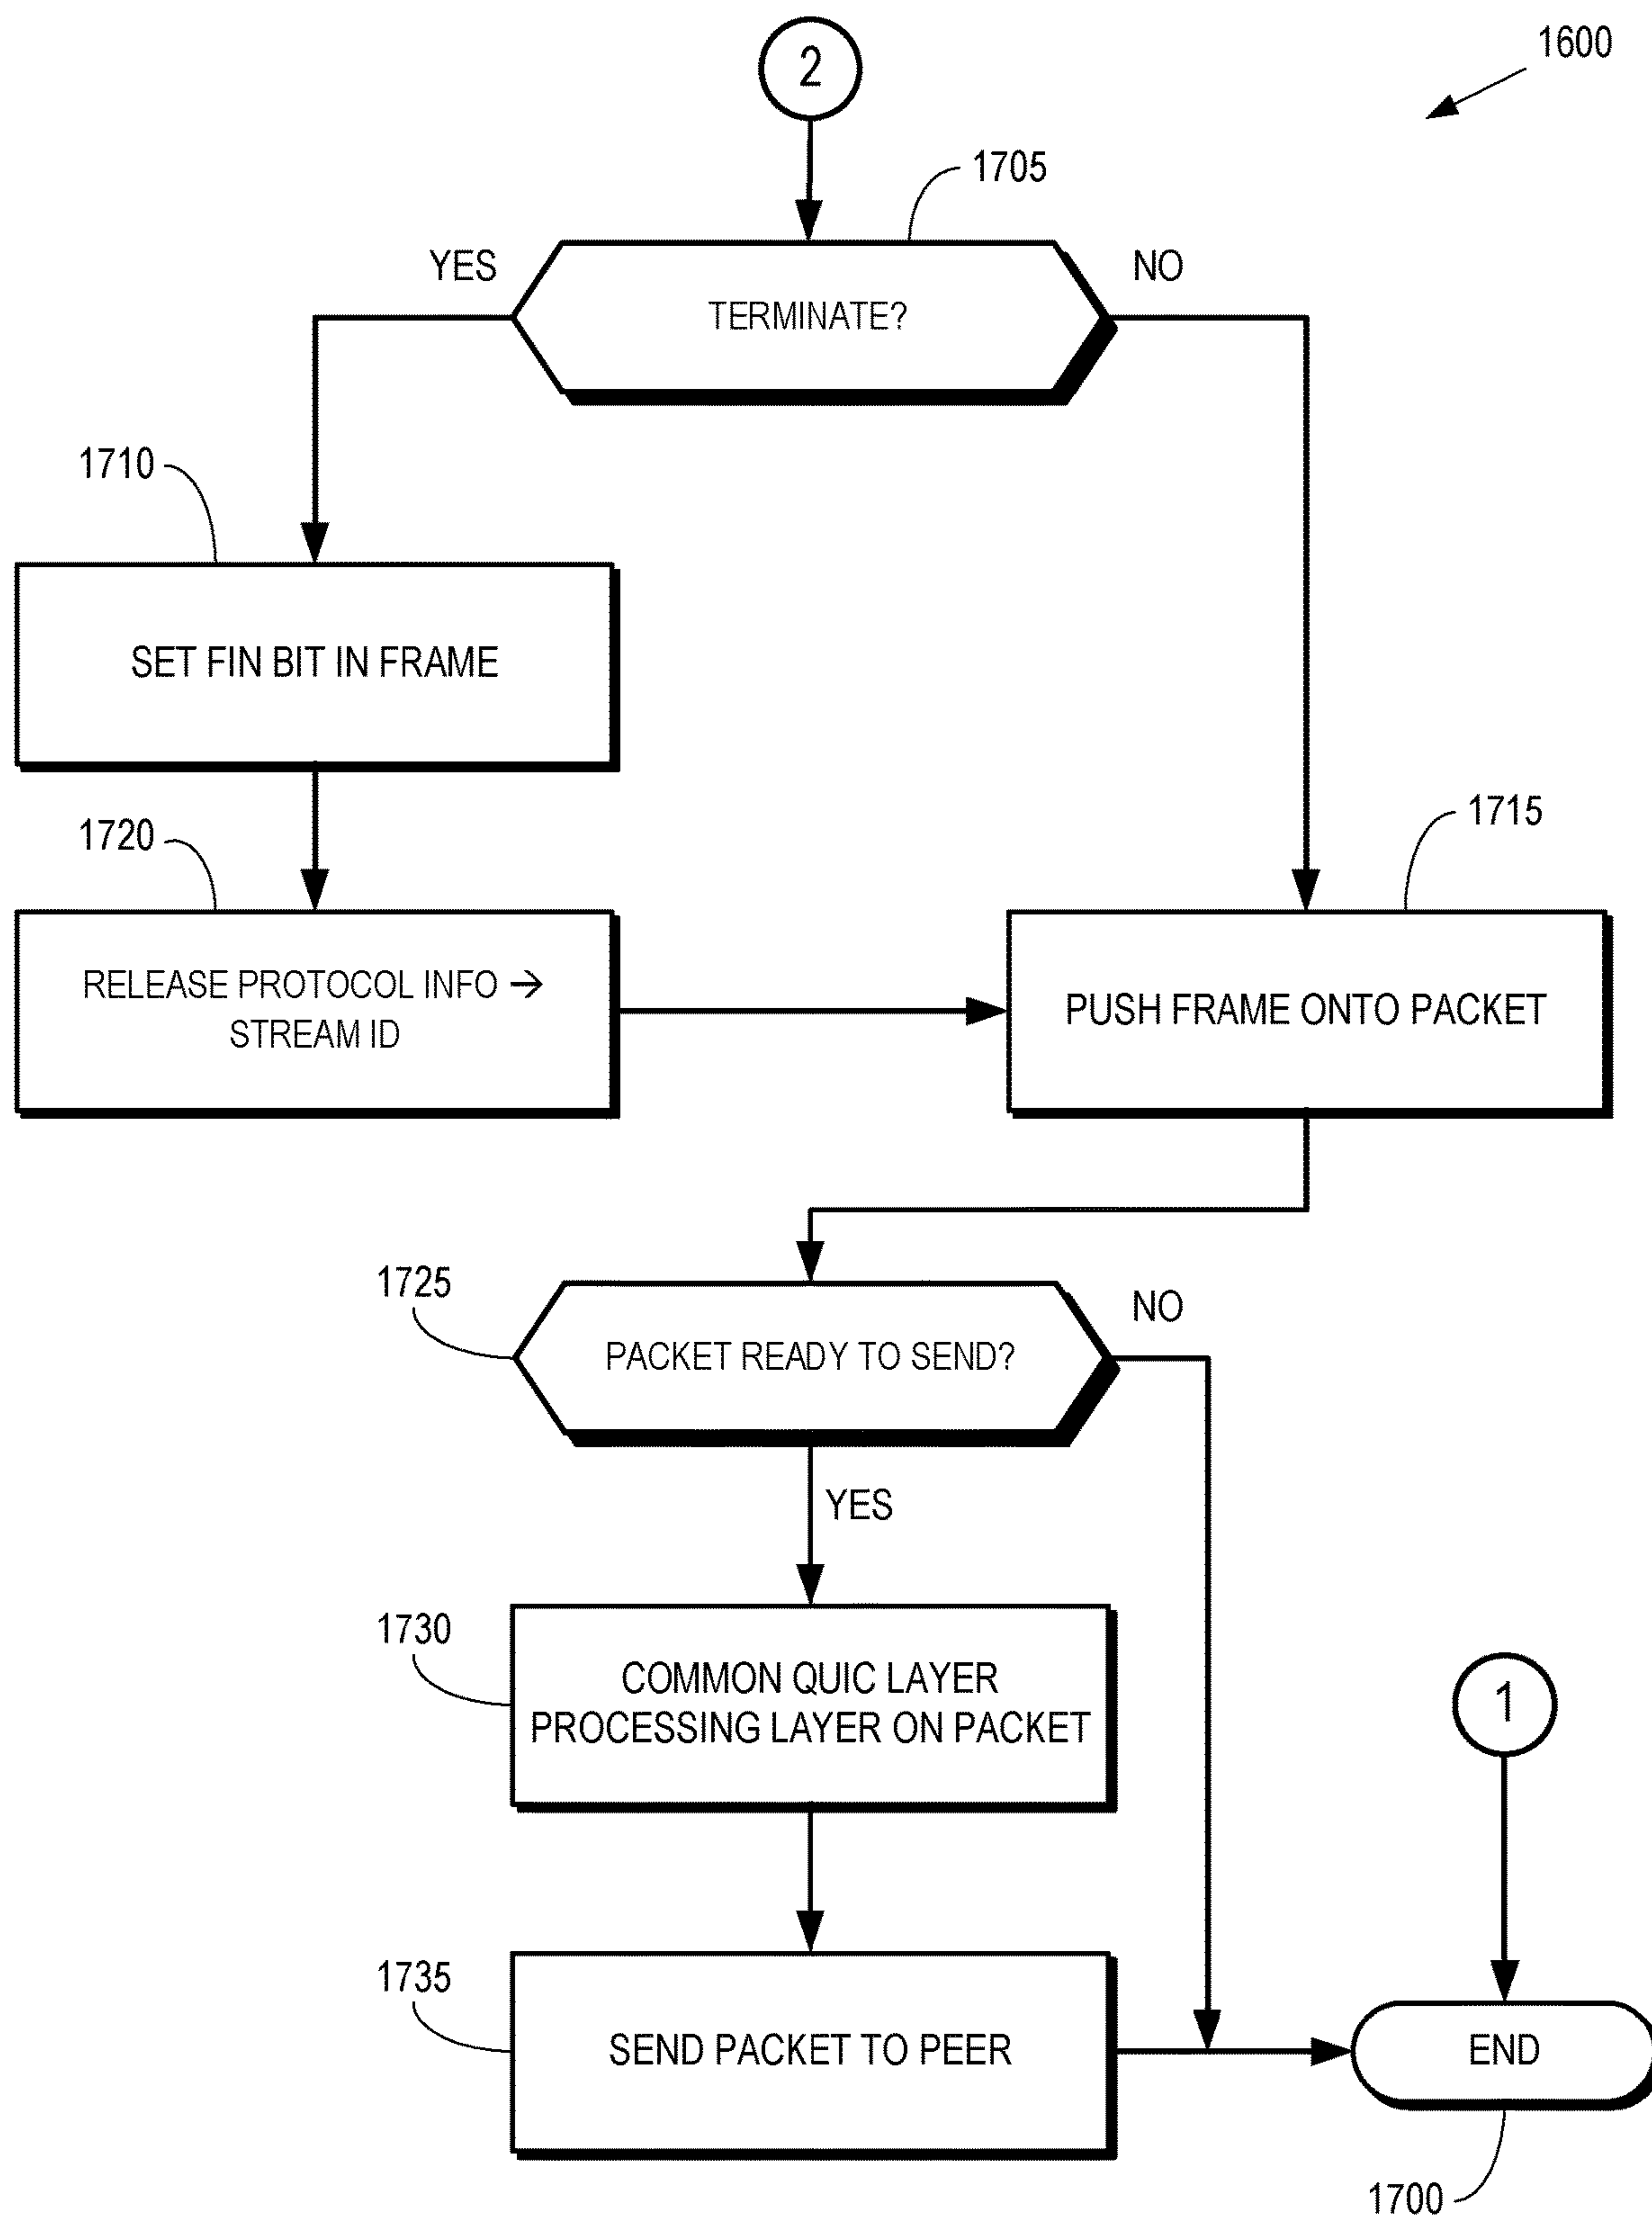 2
1600
1705
YES
NO
TERMINATE?
1710
SET FIN BIT IN FRAME
1720
1715
RELEASE PROTOCOL INFO →
STREAM ID
PUSH FRAME ONTO PACKET
1725
NO
PACKET READY TO SEND?
YES
1730
COMMON QUIC LAYER
PROCESSING LAYER ON PACKET
1
1735
SEND PACKET TO PEER
END
1700